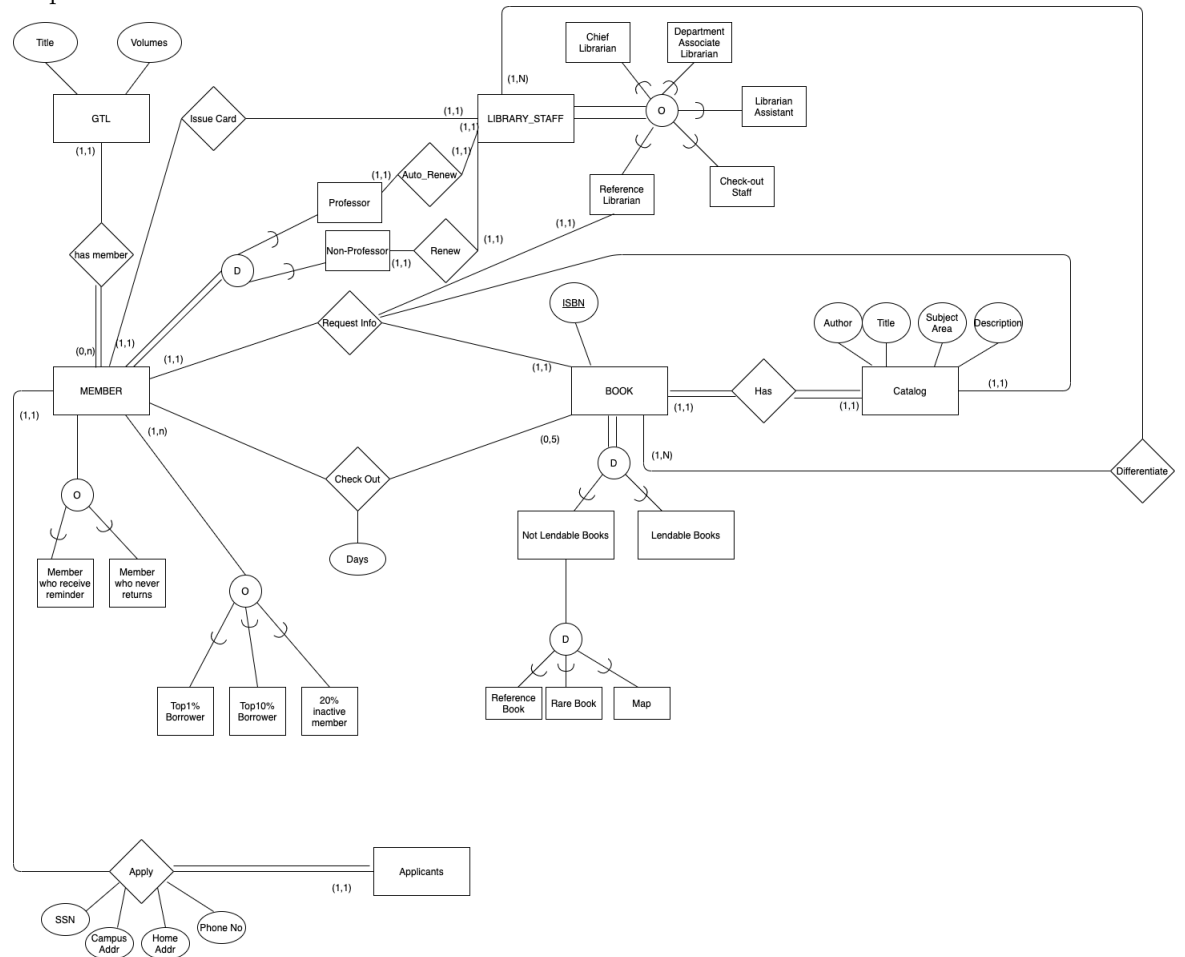 Title
Volumes
GTL
(1,1)
has member
(0,n)
Issue Card
(1,1)
(1,N)
LIBRARY_STAFF
(1,1)
(1,1)
(1,1)
Auto_Renew
(1,1)
Professor
Non-Professor
(1,1)
Renew
(1,1)
D
O
Chief
Librarian
Department
Associate
Librarian
Librarian
Assistant
Check-out
Staff
Reference
Librarian
(1,1)
Request Info
(1,1)
(1,1)
MEMBER
(1,1)
(1,n)
ISBN
BOOK
(1,1)
Has
(1,1)
Author
Title
Subject
Area
Description
Catalog
(1,1)
(0,5)
(1,N)
Differentiate
Check Out
Days
O
Member
who receive
reminder
Member
who never
returns
O
Top1%
Borrower
Top10%
Borrower
20%
inactive
member
D
Not Lendable Books
Lendable Books
D
Reference
Book
Rare Book
Map
Apply
(1,1)
Applicants
SSN
Campus
Addr
Home
Addr
Phone No